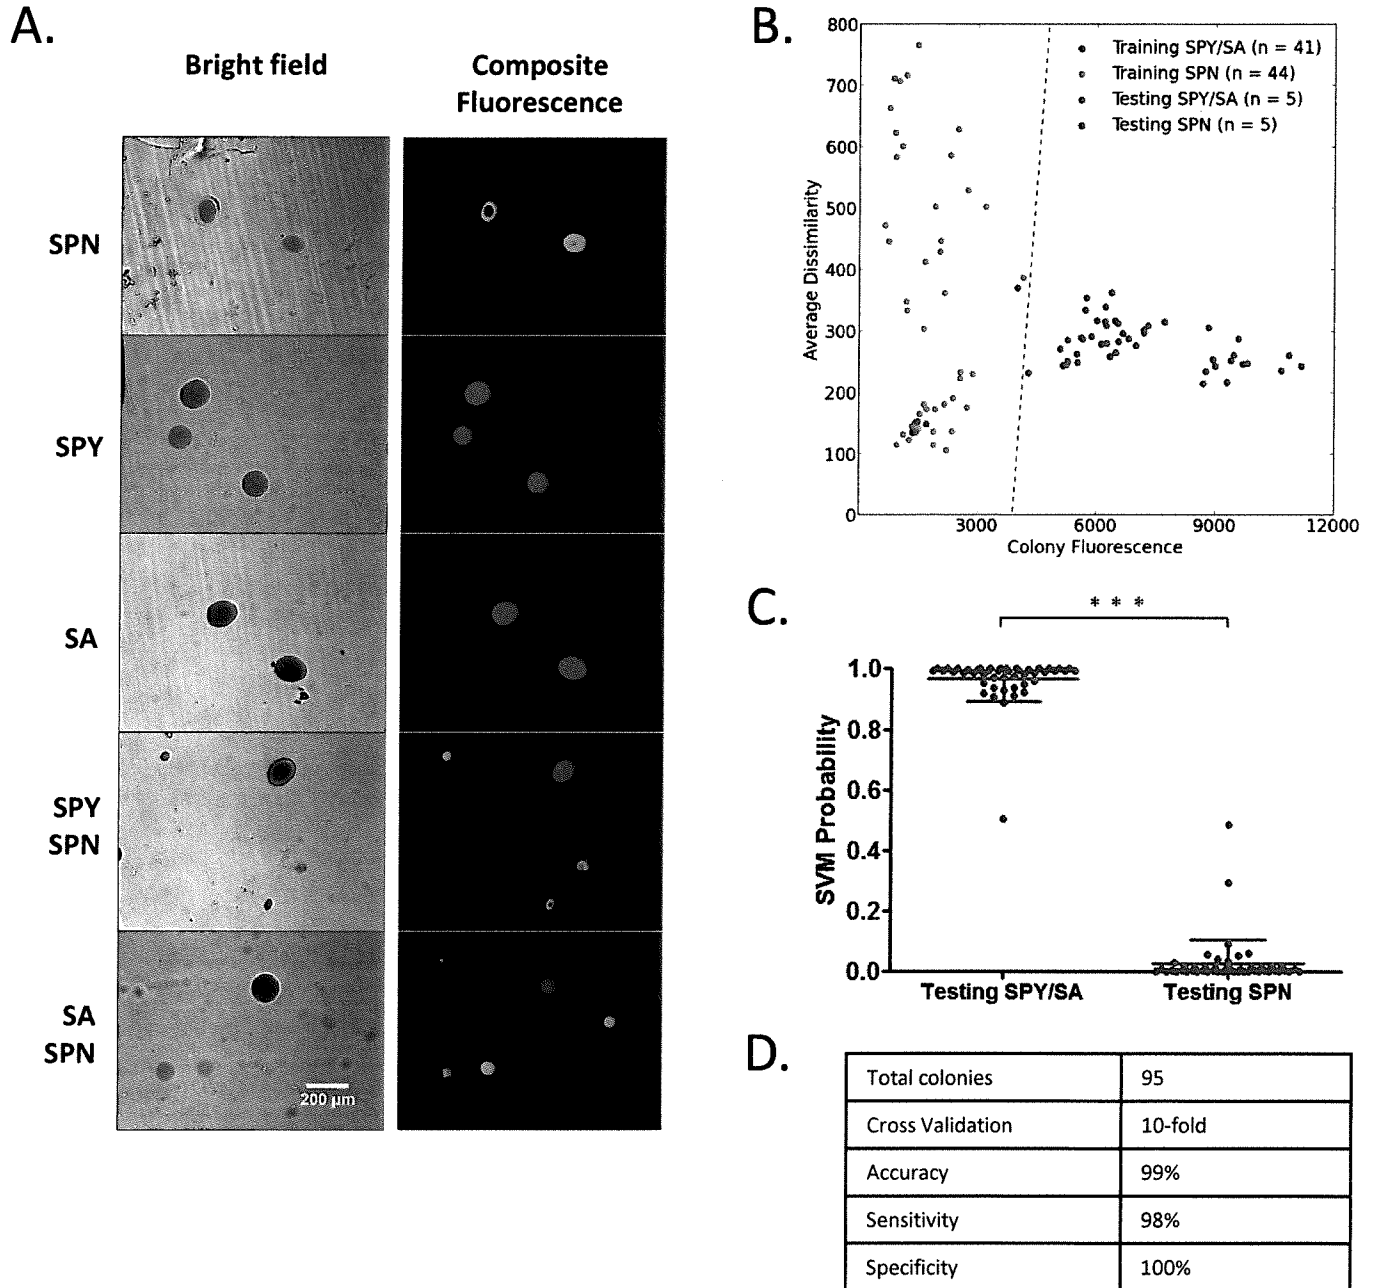 A.
Bright field
Composite
Fluorescence
SPN
SPY
SA
SPY
SPN
SA
SPN
200 µm
B.
800
700
600
500
400
300
200
100
0
3000
6000
9000
12000
Average Dissimilarity
Colony Fluorescence
Training SPY/SA (n = 41)
Training SPN (n = 44)
Testing SPY/SA (n = 5)
Testing SPN (n = 5)
C.
* * *
1.0
0.8
0.6
0.4
0.2
0.0
SVM Probability
Testing SPY/SA
Testing SPN
D.
Total colonies 95
Cross Validation 10-fold
Accuracy 99%
Sensitivity 98%
Specificity 100%